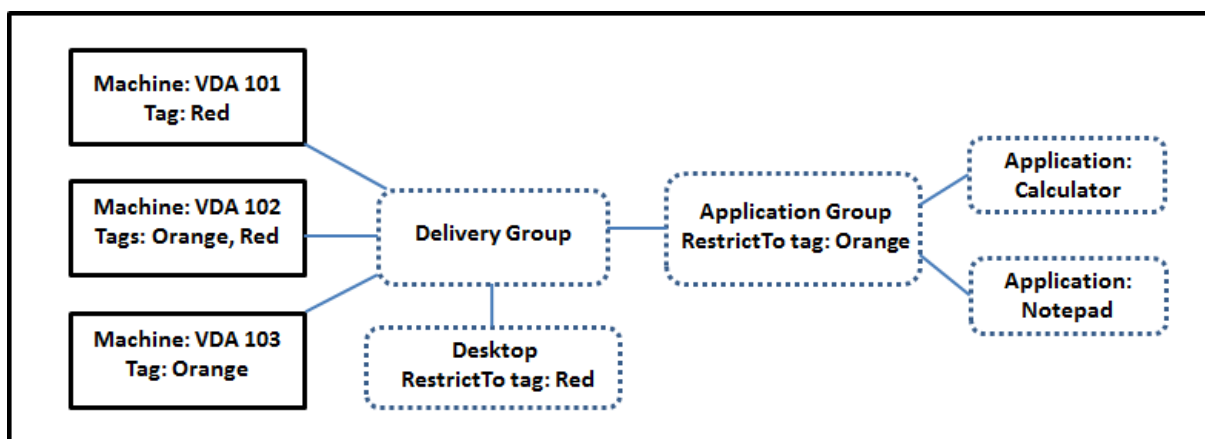 Machine: VDA 101
Tag: Red
Machine: VDA 102
Tags: Orange, Red
Machine: VDA 103
Tag: Orange
Delivery Group
Desktop
RestrictTo tag: Red
Application Group
RestrictTo tag: Orange
Application:
Calculator
Application:
Notepad